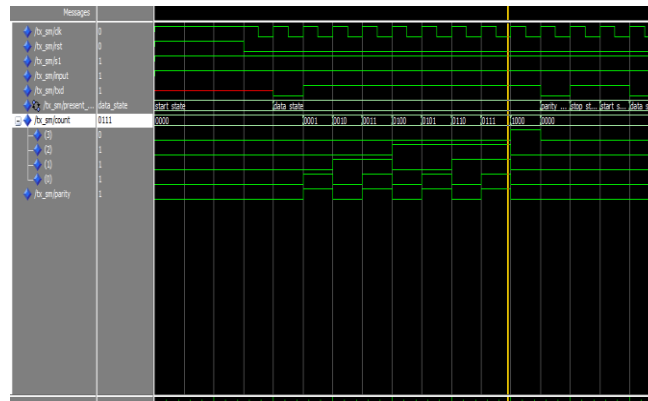 Messages
/tx_sm/clk 0
/tx_sm/rst 0
/tx_sm/s1 1
/tx_sm/input 1
/tx_sm/txd 1
/tx_sm/present_... data_state start state data state parity ... stop st... start s... data s
/tx_sm/count 0111 0000 0001 0010 0011 0100 0101 0110 0111 1000 0000
(3) 0
(2) 1
(1) 1
(0) 1
/tx_sm/parity 1